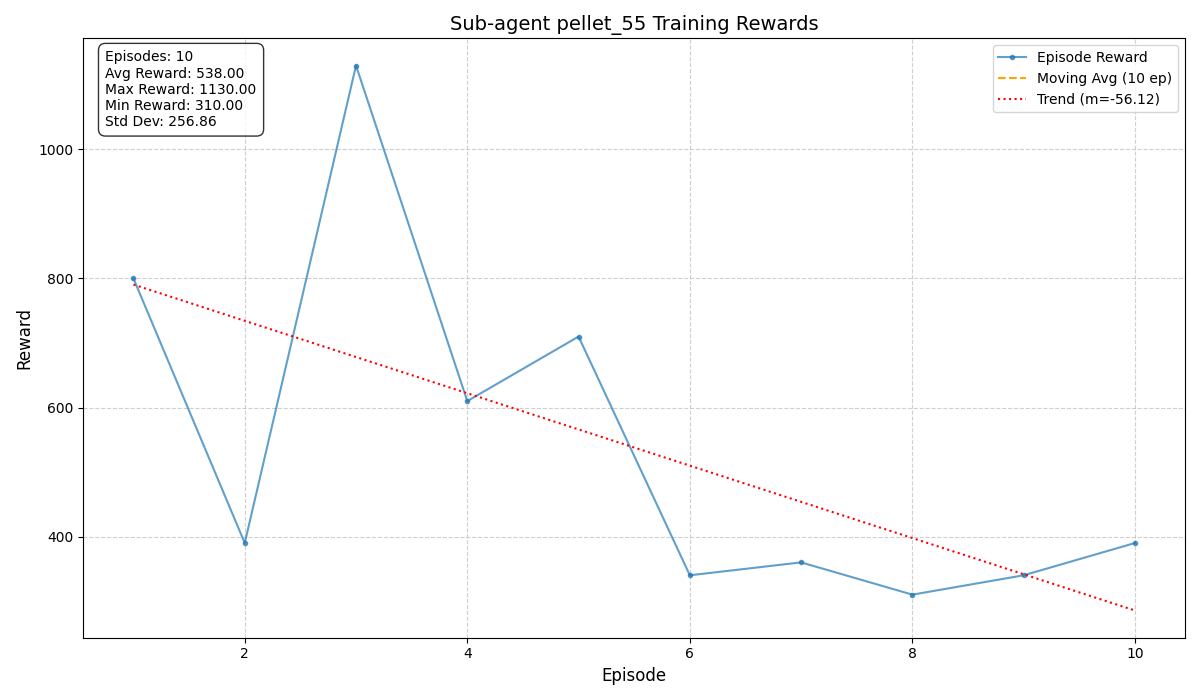 Sub-agent pellet_55 Training Rewards
Episodes: 10
Avg Reward: 538.00
Max Reward: 1130.00
Min Reward: 310.00
Std Dev: 256.86
Episode Reward
Moving Avg (10 ep)
Trend (m=-56.12)
Reward
1000
800
600
400
2
4
6
8
10
Episode